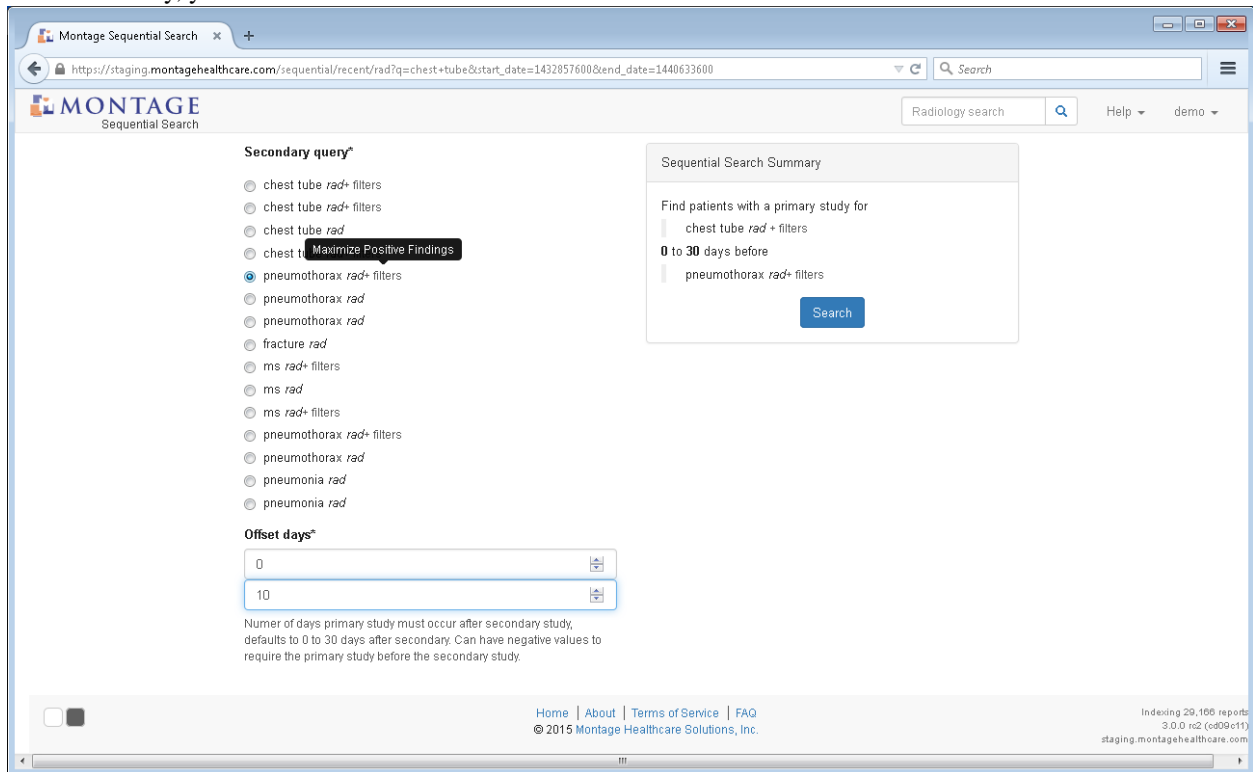 Montage Sequential Search
https://staging.montagehealthcare.com/sequential/recent/rad?q=chest+tube&start_date=1432857600&end_date=1440633600
Search
MONTAGE
Sequential Search
Radiology search
Help
demo
Secondary query*
chest tube rad+ filters
chest tube rad+ filters
chest tube rad
Maximize Positive Findings
pneumothorax rad+ filters
pneumothorax rad
pneumothorax rad
fracture rad
ms rad+ filters
ms rad
ms rad+ filters
pneumothorax rad+ filters
pneumothorax rad
pneumonia rad
pneumonia rad
Offset days*
0
10
Numer of days primary study must occur after secondary study,
defaults to 0 to 30 days after secondary. Can have negative values to
require the primary study before the secondary study.
Sequential Search Summary
Find patients with a primary study for
chest tube rad + filters
0 to 30 days before
pneumothorax rad+ filters
Search
Home | About | Terms of Service | FAQ
© 2015 Montage Healthcare Solutions, Inc.
Indexing 29,166 reports
3.0.0 rc2 (cd09c11)
staging.montagehealthcare.com